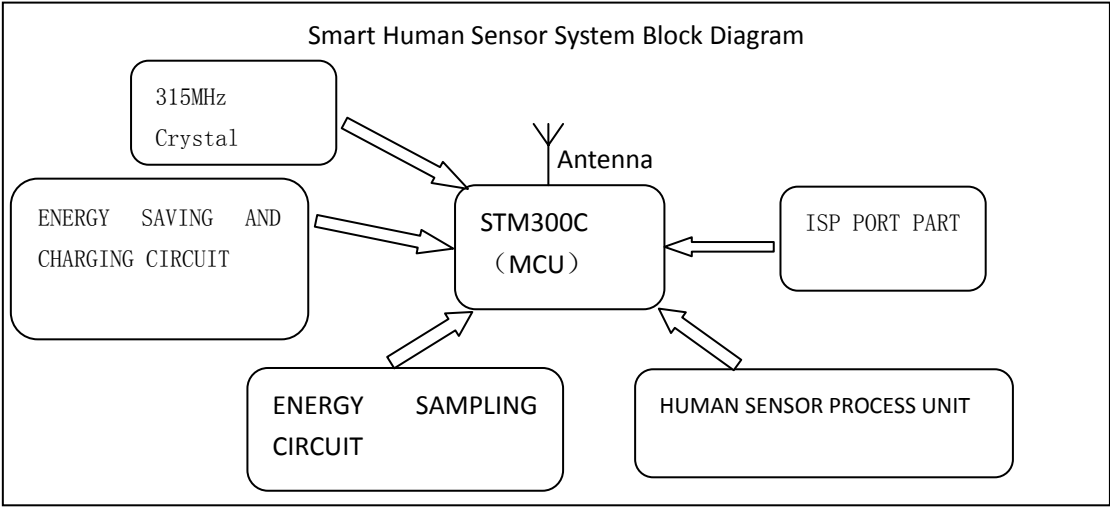 Smart Human Sensor System Block Diagram
315MHz
Crystal
Antenna
ENERGY SAVING AND
CHARGING CIRCUIT
STM300C
（MCU）
ISP PORT PART
ENERGY SAMPLING
CIRCUIT
HUMAN SENSOR PROCESS UNIT